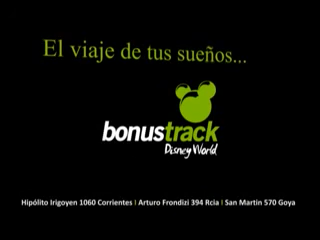 El viaje de tus sueños...
bonustrack
Disney World
Hipólito Irigoyen 1060 Corrientes I Arturo Frondizi 394 Rcia I San Martin 570 Goya